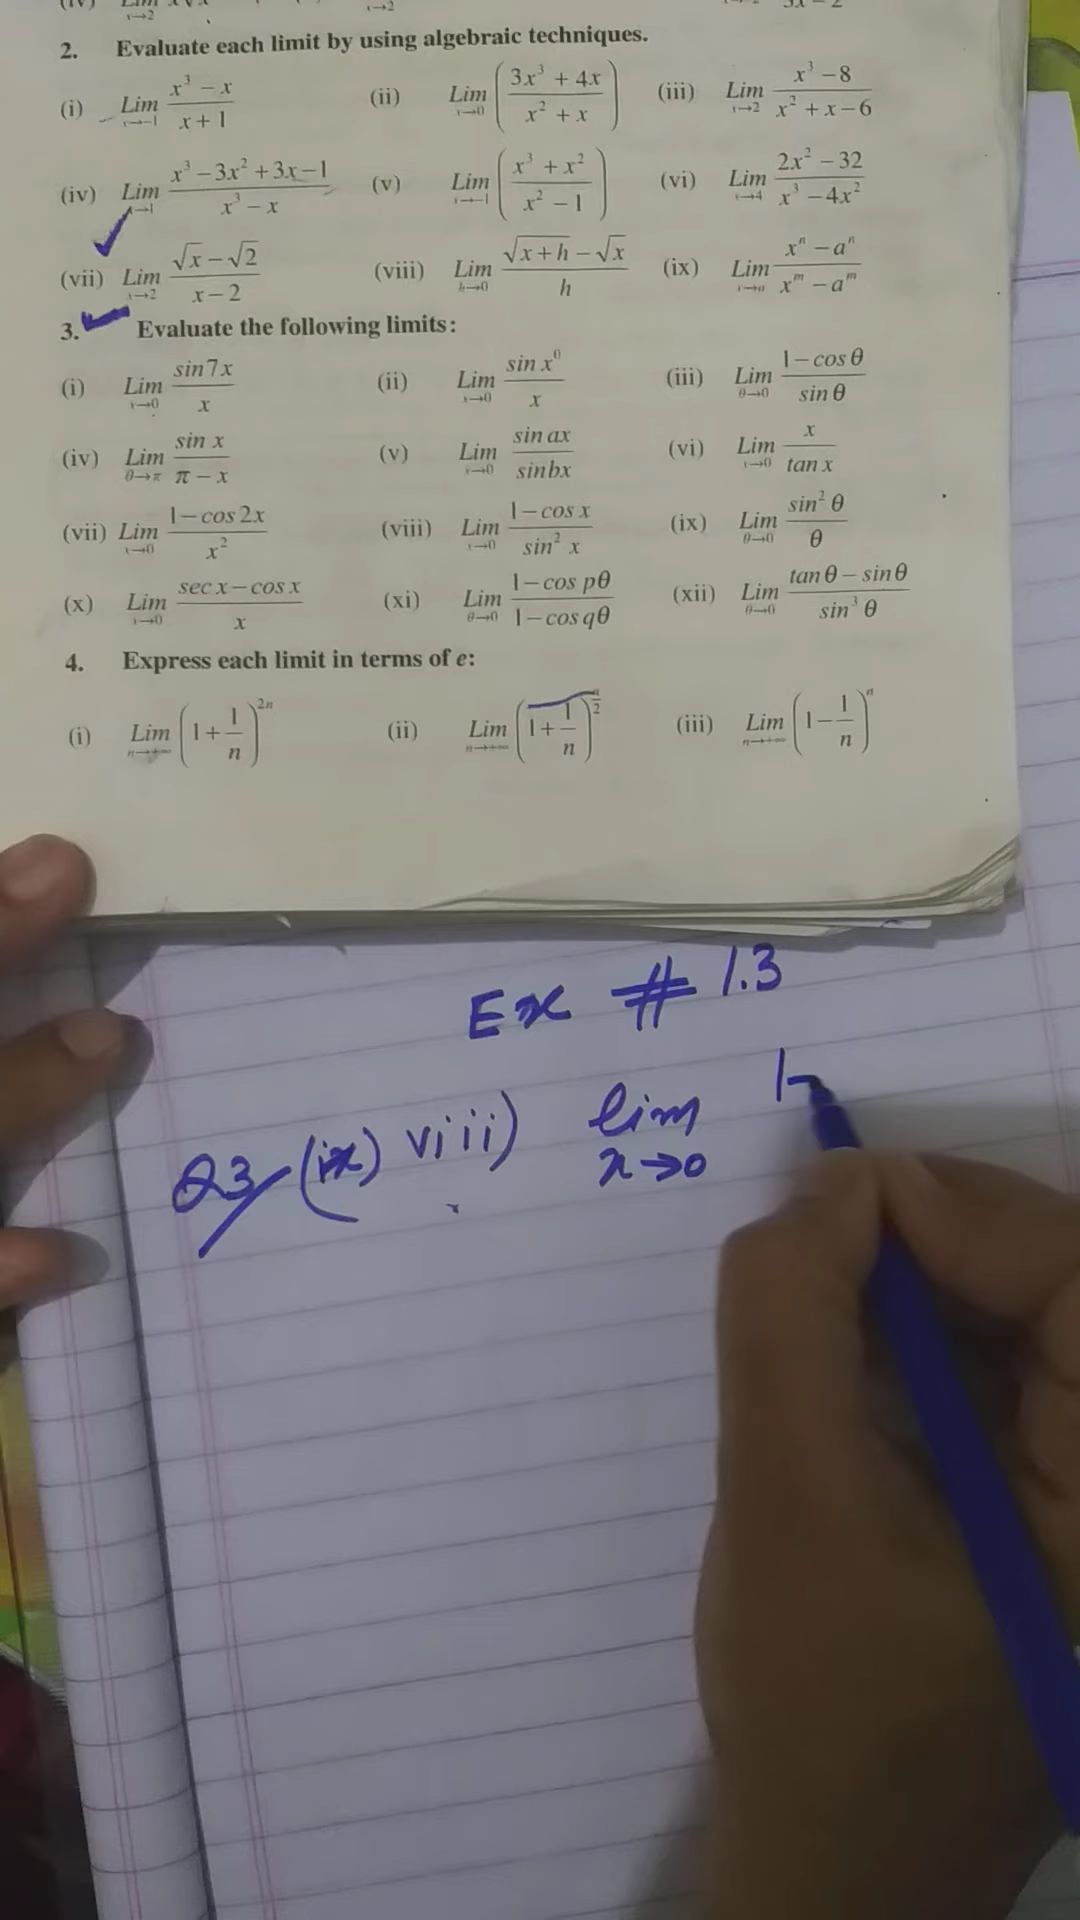 2. Evaluate each limit by using algebraic techniques.
(i) Lim x→-1 (x³ − x)/(x + 1) (ii) Lim x→0 ((3x³ + 4x)/(x² + x)) (iii) Lim x→2 (x³ − 8)/(x² + x − 6)
(iv) Lim x→1 (x³ − 3x² + 3x − 1)/(x³ − x) (v) Lim x→-1 ((x³ + x²)/(x² − 1)) (vi) Lim x→4 (2x² − 32)/(x³ − 4x²)
(vii) Lim x→2 (√x − √2)/(x − 2) (viii) Lim h→0 (√(x+h) − √x)/h (ix) Lim x→a (xⁿ − aⁿ)/(xᵐ − aᵐ)
3. Evaluate the following limits:
(i) Lim x→0 sin7x/x (ii) Lim x→0 sin x⁰/x (iii) Lim θ→0 (1 − cos θ)/sin θ
(iv) Lim θ→π sin x/(π − x) (v) Lim x→0 sin ax/sinbx (vi) Lim x→0 x/tan x
(vii) Lim x→0 (1 − cos 2x)/x² (viii) Lim x→0 (1 − cos x)/sin² x (ix) Lim θ→0 sin² θ/θ
(x) Lim x→0 (sec x − cos x)/x (xi) Lim θ→0 (1 − cos pθ)/(1 − cos qθ) (xii) Lim θ→0 (tan θ − sin θ)/sin³ θ
4. Express each limit in terms of e:
(i) Lim n→+∞ (1 + 1/n)²ⁿ (ii) Lim n→+∞ (1 + 1/n)^(n/2) (iii) Lim n→+∞ (1 − 1/n)ⁿ
Ex # 1.3
Q3/ (ix) viii) lim x→0 1-